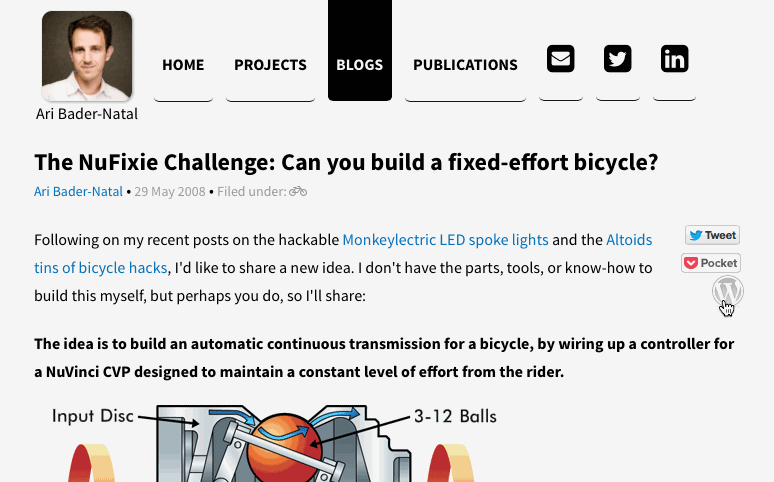 HOME PROJECTS BLOGS PUBLICATIONS
Ari Bader-Natal
The NuFixie Challenge: Can you build a fixed-effort bicycle?
Ari Bader-Natal • 29 May 2008 • Filed under:
Following on my recent posts on the hackable Monkeylectric LED spoke lights and the Altoids
tins of bicycle hacks, I'd like to share a new idea. I don't have the parts, tools, or know-how to
build this myself, but perhaps you do, so I'll share:
Tweet
Pocket
The idea is to build an automatic continuous transmission for a bicycle, by wiring up a controller for
a NuVinci CVP designed to maintain a constant level of effort from the rider.
Input Disc
3-12 Balls